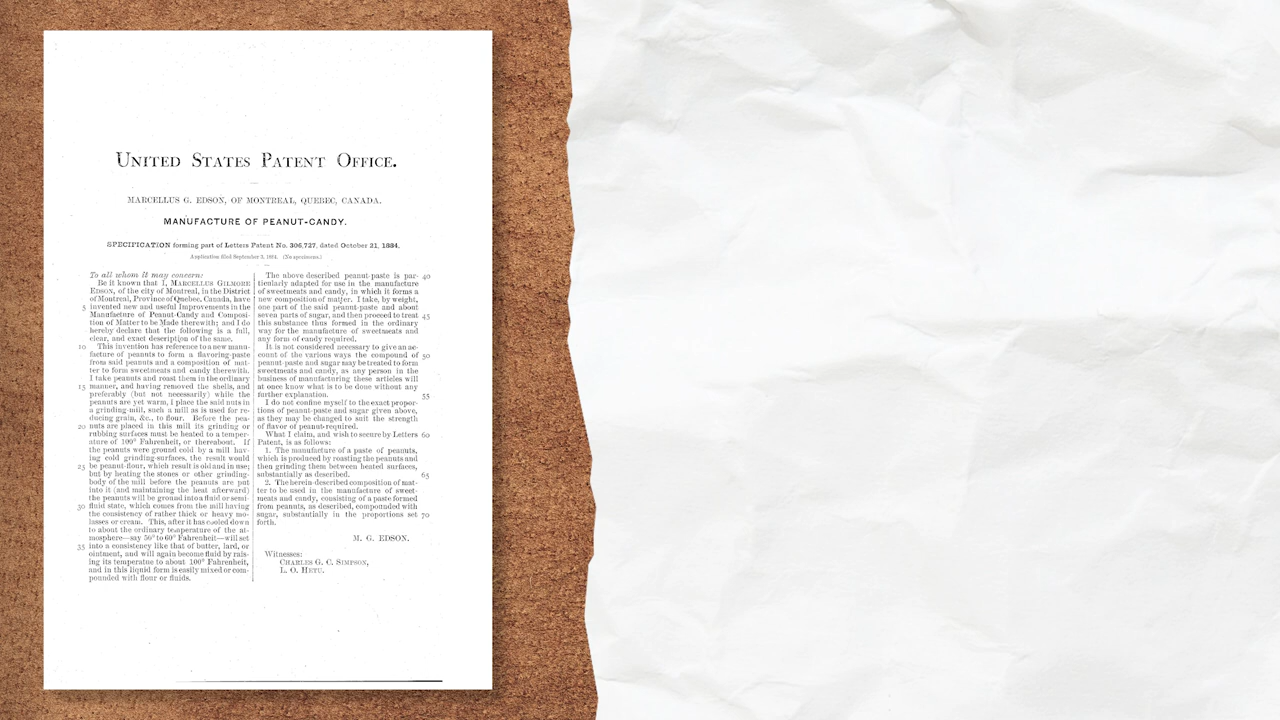 UNITED STATES PATENT OFFICE.
MARCELLUS G. EDSON, OF MONTREAL, QUEBEC, CANADA.
MANUFACTURE OF PEANUT-CANDY.
SPECIFICATION forming part of Letters Patent No. 306,727, dated October 21, 1884.
Application filed September 3, 1884. (No specimens.)
To all whom it may concern:
Be it known that I, MARCELLUS GILMORE
EDSON, of the city of Montreal, in the District
of Montreal, Province of Quebec, Canada, have
5 invented new and useful Improvements in the
Manufacture of Peanut-Candy and Composi-
tion of Matter to be Made therewith; and I do
hereby declare that the following is a full,
clear, and exact description of the same.
10 This invention has reference to a new manu-
facture of peanuts to form a flavoring-paste
from said peanuts and a composition of mat-
ter to form sweetmeats and candy therewith.
I take peanuts and roast them in the ordinary
15 manner, and having removed the shells, and
preferably (but not necessarily) while the
peanuts are yet warm, I place the said nuts in
a grinding-mill, such a mill as is used for re-
ducing grain, &c., to flour. Before the pea-
20 nuts are placed in this mill its grinding or
rubbing surfaces must be heated to a temper-
ature of 100° Fahrenheit, or thereabout. If
the peanuts were ground cold by a mill hav-
ing cold grinding-surfaces, the result would
25 be peanut-flour, which result is old and in use;
but by heating the stones or other grinding-
body of the mill before the peanuts are put
into it (and maintaining the heat afterward)
the peanuts will be ground into a fluid or semi-
30 fluid state, which comes from the mill having
the consistency of rather thick or heavy mo-
lasses or cream. This, after it has cooled down
to about the ordinary temperature of the at-
mosphere—say 50° to 60° Fahrenheit—will set
35 into a consistency like that of butter, lard, or
ointment, and will again become fluid by rais-
ing its temperatue to about 100° Fahrenheit,
and in this liquid form is easily mixed or com-
pounded with flour or fluids.
The above described peanut-paste is par- 40
ticularly adapted for use in the manufacture
of sweetmeats and candy, in which it forms a
new composition of matter. I take, by weight,
one part of the said peanut-paste and about
seven parts of sugar, and then proceed to treat 45
this substance thus formed in the ordinary
way for the manufacture of sweetmeats and
any form of candy required.
It is not considered necessary to give an ac-
count of the various ways the compound of 50
peanut-paste and sugar may be treated to form
sweetmeats and candy, as any person in the
business of manufacturing these articles will
at once know what is to be done without any
further explanation. 55
I do not confine myself to the exact propor-
tions of peanut-paste and sugar given above,
as they may be changed to suit the strength
of flavor of peanut required.
What I claim, and wish to secure by Letters 60
Patent, is as follows:
1. The manufacture of a paste of peanuts,
which is produced by roasting the peanuts and
then grinding them between heated surfaces,
substantially as described. 65
2. The herein-described composition of mat-
ter to be used in the manufacture of sweet-
meats and candy, consisting of a paste formed
from peanuts, as described, compounded with
sugar, substantially in the proportions set 70
forth.
M. G. EDSON.
Witnesses:
CHARLES G. C. SIMPSON,
L. O. HETU.